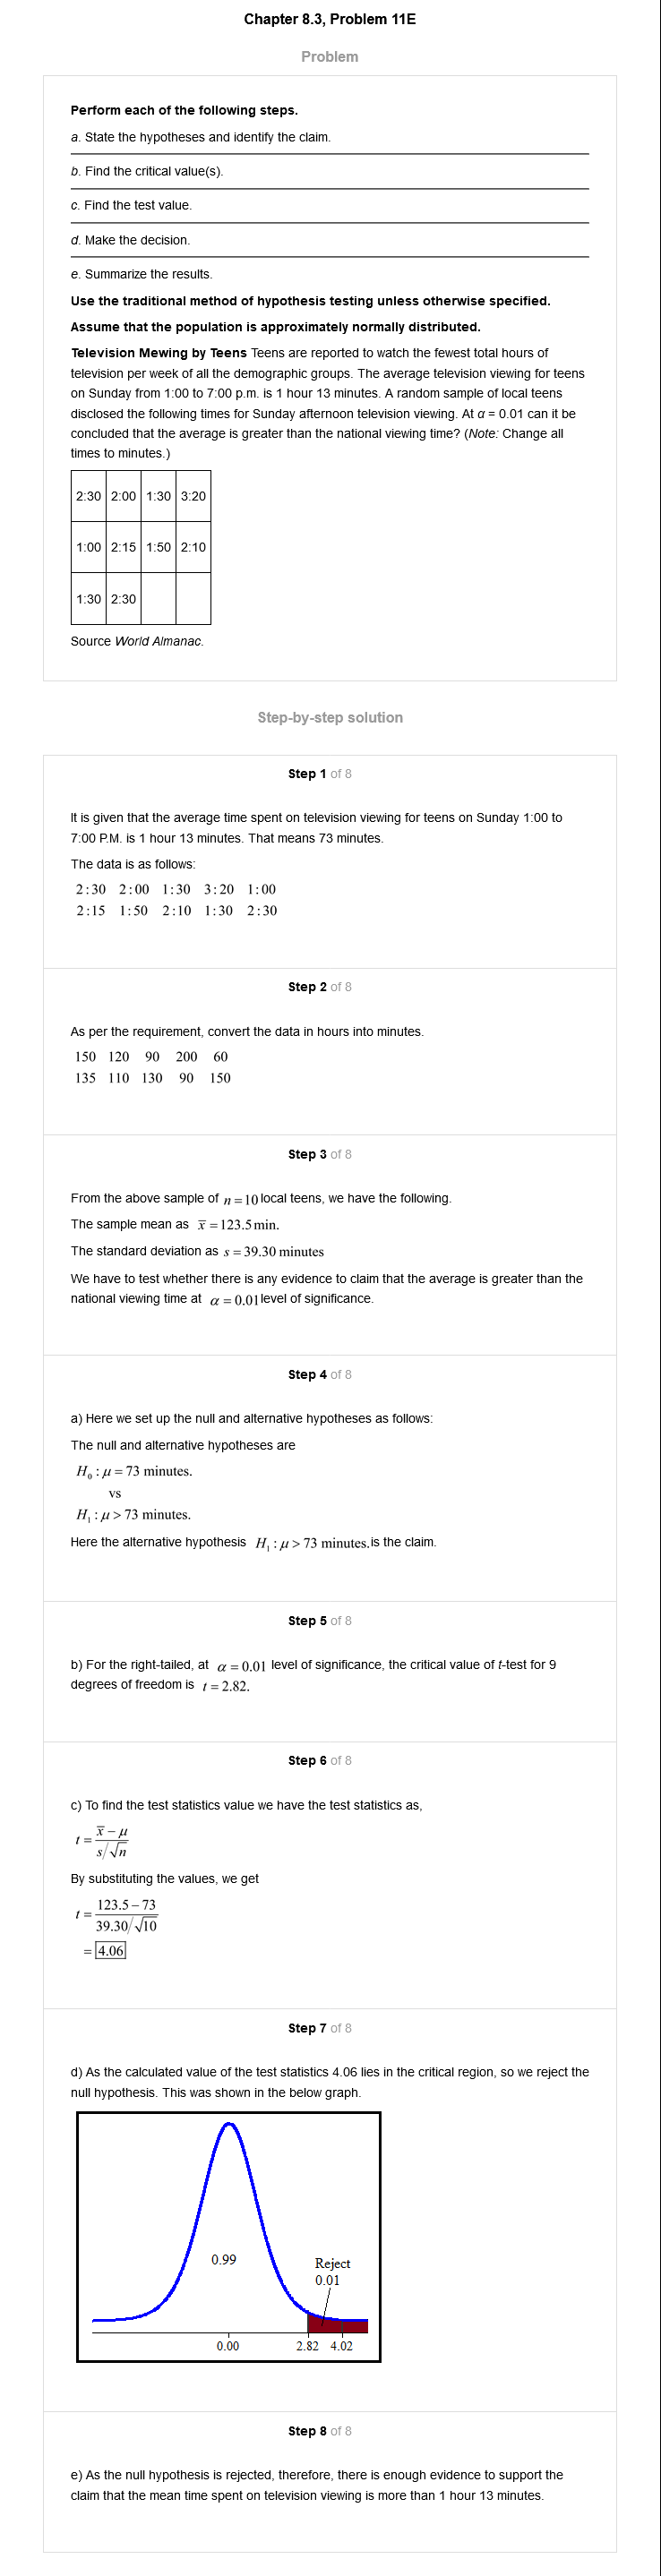 Chapter 8.3, Problem 11E
Problem
Perform each of the following steps.
a. State the hypotheses and identify the claim.
b. Find the critical value(s).
c. Find the test value.
d. Make the decision.
e. Summarize the results.
Use the traditional method of hypothesis testing unless otherwise specified.
Assume that the population is approximately normally distributed.
Television Mewing by Teens Teens are reported to watch the fewest total hours of
television per week of all the demographic groups. The average television viewing for teens
on Sunday from 1:00 to 7:00 p.m. is 1 hour 13 minutes. A random sample of local teens
disclosed the following times for Sunday afternoon television viewing. At α = 0.01 can it be
concluded that the average is greater than the national viewing time? (Note: Change all
times to minutes.)
2:30 2:00 1:30 3:20
1:00 2:15 1:50 2:10
1:30 2:30
Source World Almanac.
Step-by-step solution
Step 1 of 8
It is given that the average time spent on television viewing for teens on Sunday 1:00 to
7:00 P.M. is 1 hour 13 minutes. That means 73 minutes.
The data is as follows:
2:30 2:00 1:30 3:20 1:00
2:15 1:50 2:10 1:30 2:30
Step 2 of 8
As per the requirement, convert the data in hours into minutes.
150 120 90 200 60
135 110 130 90 150
Step 3 of 8
From the above sample of n = 10 local teens, we have the following.
The sample mean as x̄ = 123.5 min.
The standard deviation as s = 39.30 minutes
We have to test whether there is any evidence to claim that the average is greater than the
national viewing time at α = 0.01 level of significance.
Step 4 of 8
a) Here we set up the null and alternative hypotheses as follows:
The null and alternative hypotheses are
H₀ : μ = 73 minutes.
vs
H₁ : μ > 73 minutes.
Here the alternative hypothesis H₁ : μ > 73 minutes. is the claim.
Step 5 of 8
b) For the right-tailed, at α = 0.01 level of significance, the critical value of t-test for 9
degrees of freedom is t = 2.82.
Step 6 of 8
c) To find the test statistics value we have the test statistics as,
t = x̄ − μ
s/√n
By substituting the values, we get
t = 123.5 − 73
39.30/√10
= 4.06
Step 7 of 8
d) As the calculated value of the test statistics 4.06 lies in the critical region, so we reject the
null hypothesis. This was shown in the below graph.
0.99
Reject
0.01
0.00 2.82 4.02
Step 8 of 8
e) As the null hypothesis is rejected, therefore, there is enough evidence to support the
claim that the mean time spent on television viewing is more than 1 hour 13 minutes.